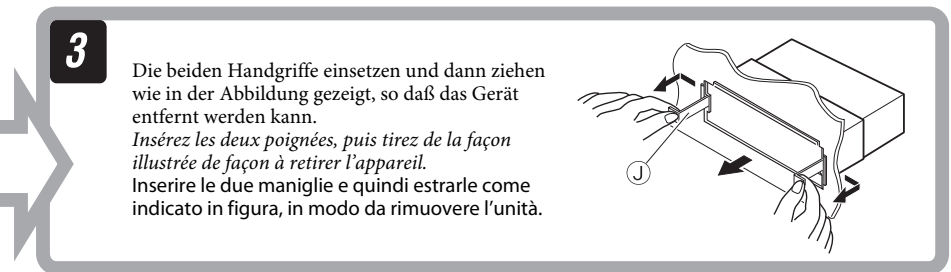 3
Die beiden Handgriffe einsetzen und dann ziehen
wie in der Abbildung gezeigt, so daß das Gerät
entfernt werden kann.
Insérez les deux poignées, puis tirez de la façon
illustrée de façon à retirer l'appareil.
Inserire le due maniglie e quindi estrarle come
indicato in figura, in modo da rimuovere l'unità.
J